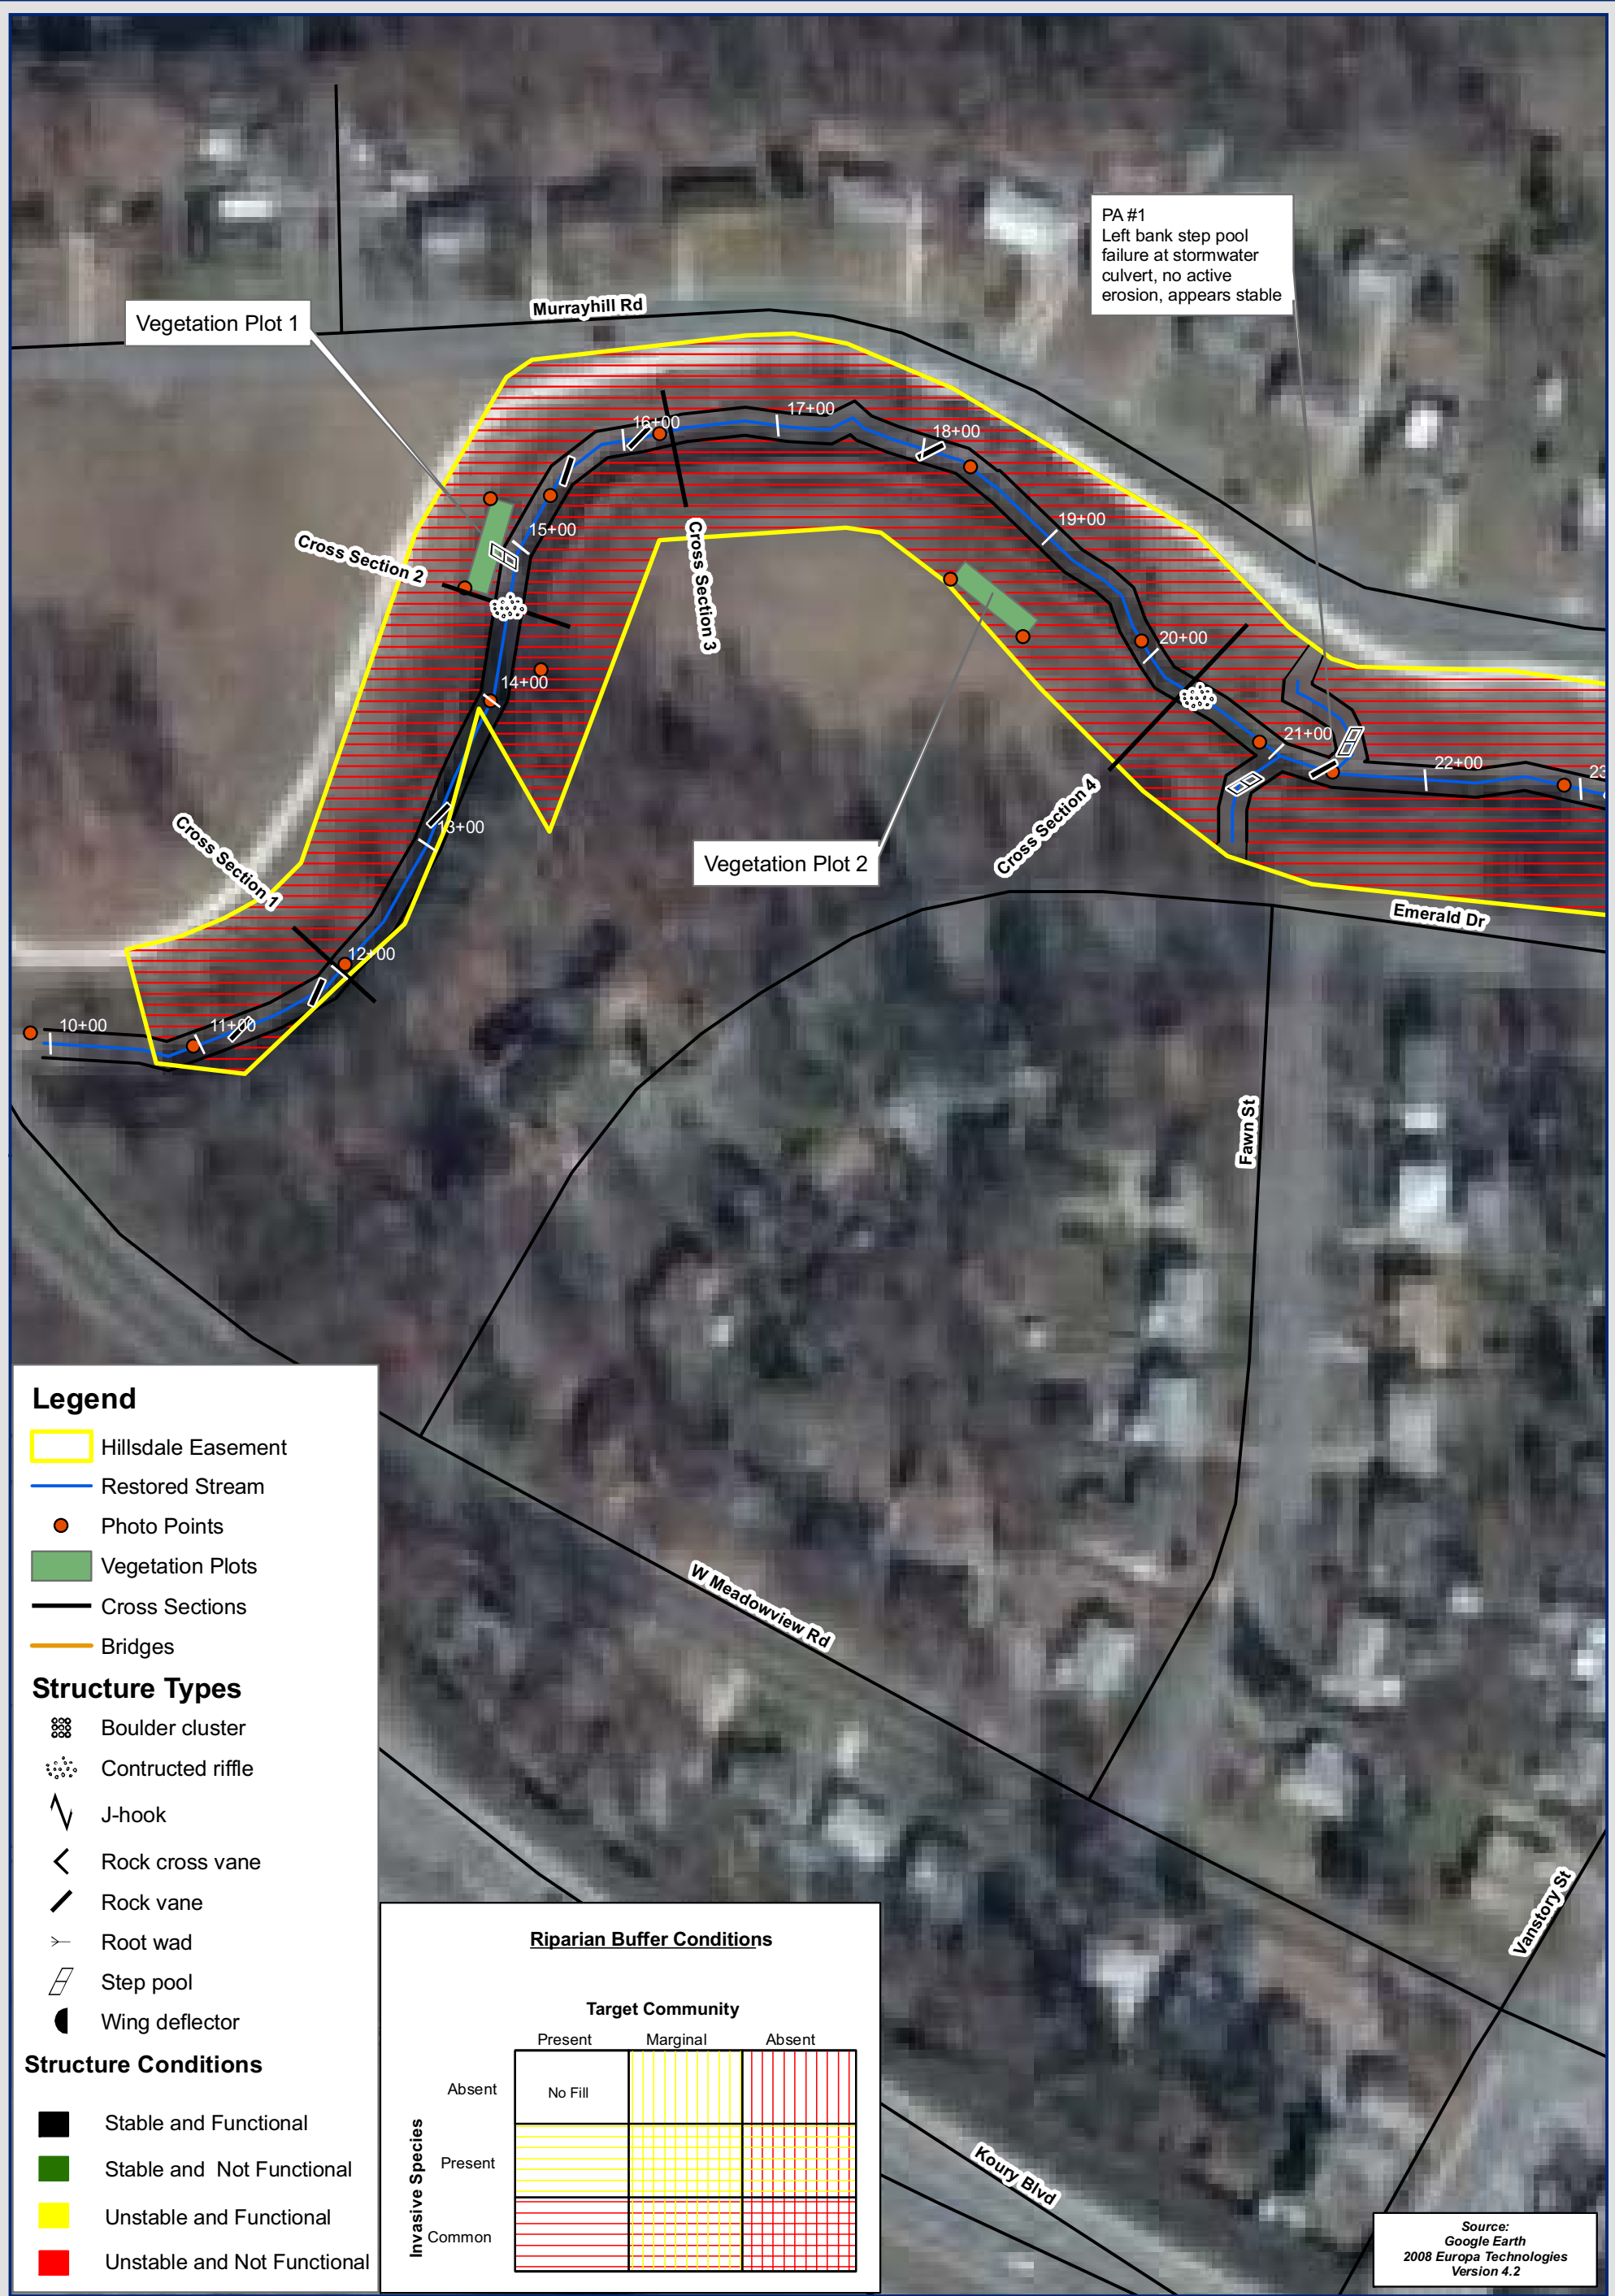 PA #1
Left bank step pool
failure at stormwater
culvert, no active
erosion, appears stable
Murrayhill Rd
Vegetation Plot 1
16+00
17+00
18+00
15+00
19+00
Cross Section 2
Cross Section 3
20+00
14+00
21+00
22+00
23
13+00
Cross Section 1
Cross Section 4
Vegetation Plot 2
Emerald Dr
12+00
10+00
11+00
Fawn St
W Meadowview Rd
Vanstory St
Koury Blvd
Legend
Hillsdale Easement
Restored Stream
Photo Points
Vegetation Plots
Cross Sections
Bridges
Structure Types
Boulder cluster
Contructed riffle
J-hook
Rock cross vane
Rock vane
Root wad
Step pool
Wing deflector
Structure Conditions
Stable and Functional
Stable and Not Functional
Unstable and Functional
Unstable and Not Functional
Riparian Buffer Conditions
Target Community
Present Marginal Absent
Absent
No Fill
Invasive Species
Present
Common
Source:
Google Earth
2008 Europa Technologies
Version 4.2